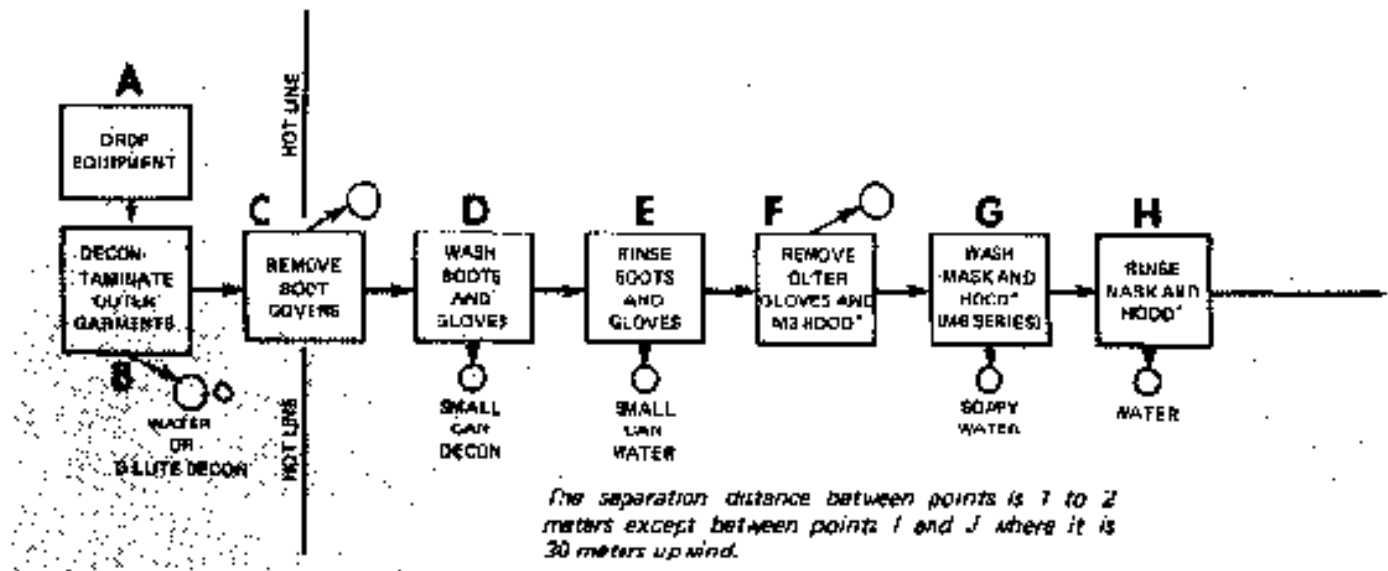 A
DROP
EQUIPMENT
HOT LINE
B
DECON-
TAMINATE
OUTER
GARMENTS
WATER
OR
DILUTE DECON
C
REMOVE
BOOT
COVERS
HOT LINE
D
WASH
BOOTS
AND
GLOVES
SMALL
CAN
DECON
E
RINSE
BOOTS
AND
GLOVES
SMALL
CAN
WATER
F
REMOVE
OUTER
GLOVES AND
M3 HOOD*
G
WASH
MASK AND
HOOD*
(M6 SERIES)
SOAPY
WATER
H
RINSE
MASK AND
HOOD*
WATER
The separation distance between points is 1 to 2
meters except between points I and J where it is
30 meters upwind.